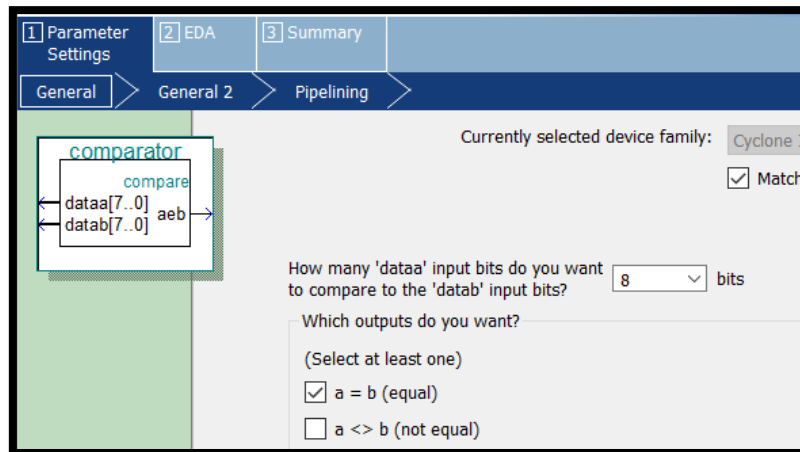 1 Parameter Settings
2 EDA
3 Summary
General
General 2
Pipelining
comparator
compare
dataa[7..0]
datab[7..0]
aeb
Currently selected device family:
Cyclone
Match
How many 'dataa' input bits do you want
to compare to the 'datab' input bits?
8
bits
Which outputs do you want?
(Select at least one)
a = b (equal)
a <> b (not equal)